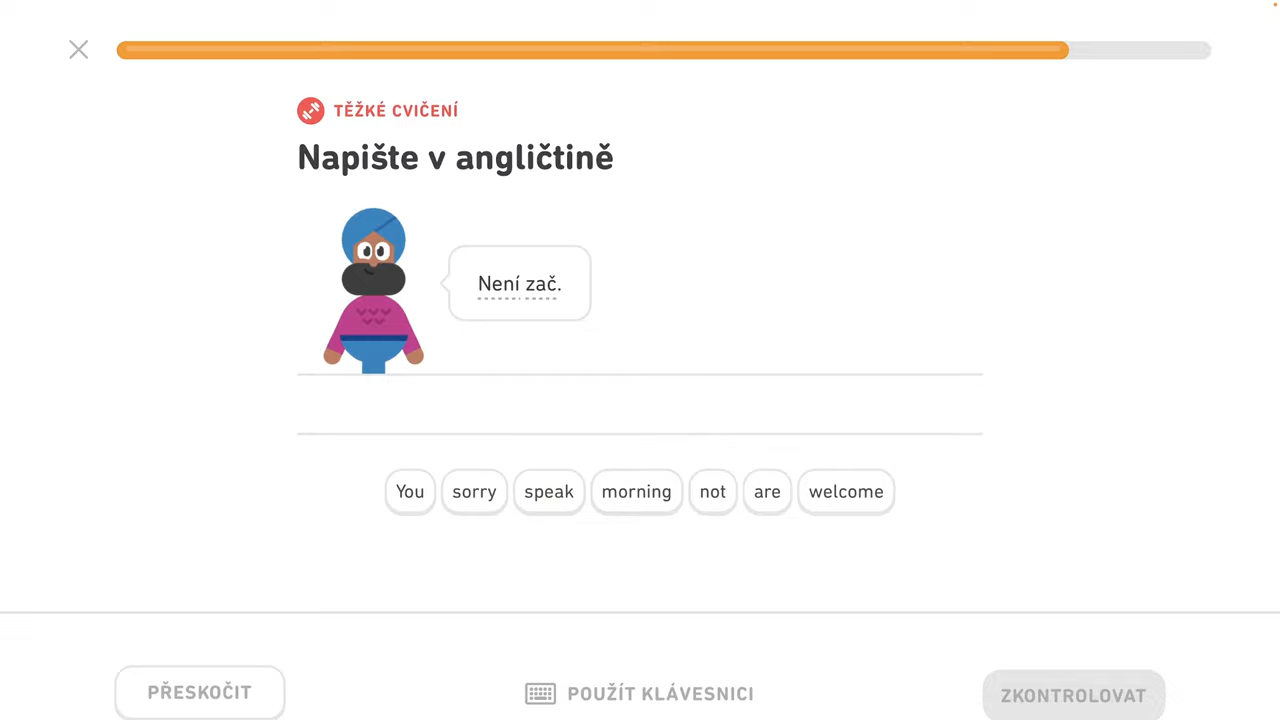 TĚŽKÉ CVIČENÍ
Napište v angličtině
Není zač.
You sorry speak morning not are welcome
PŘESKOČIT POUŽÍT KLÁVESNICI ZKONTROLOVAT